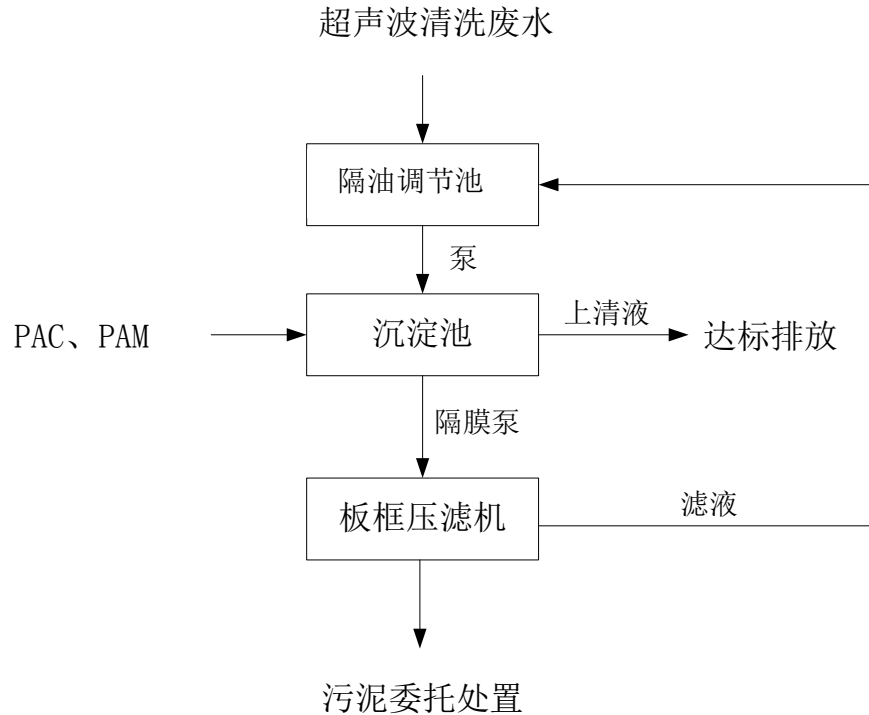 超声波清洗废水
隔油调节池
泵
PAC、PAM
沉淀池
上清液
达标排放
隔膜泵
板框压滤机
滤液
污泥委托处置